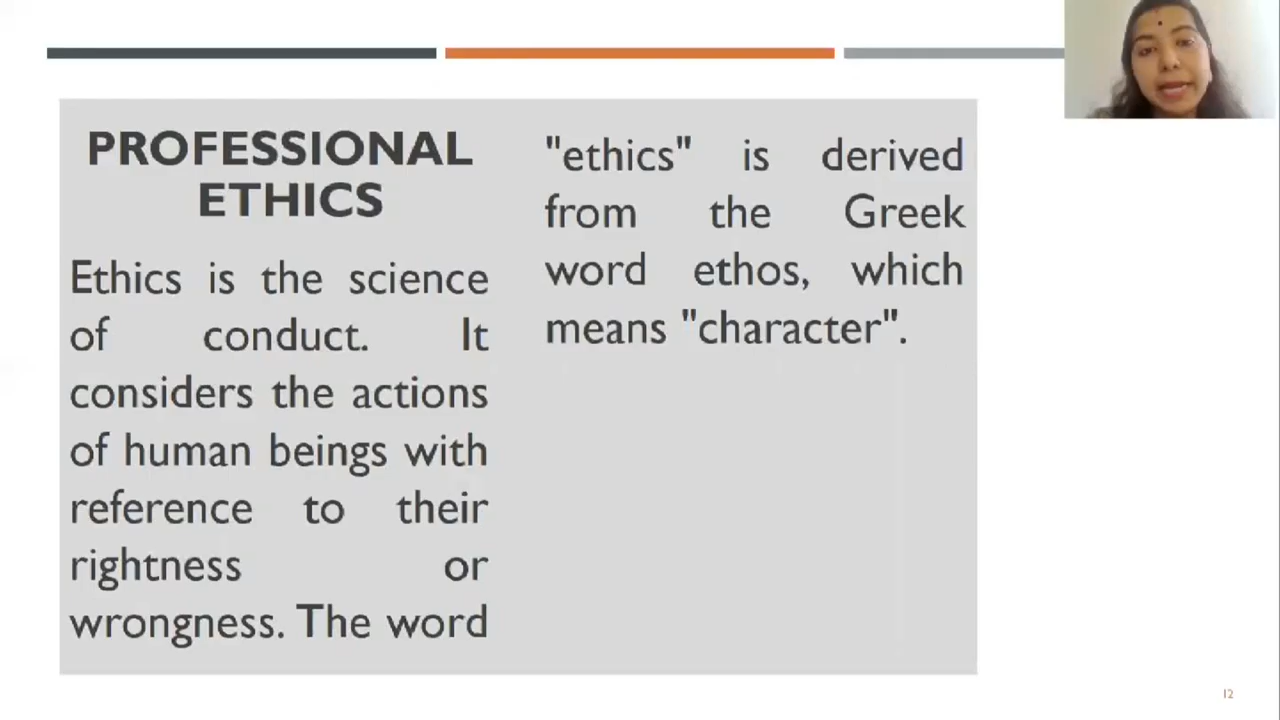 PROFESSIONAL
ETHICS
Ethics is the science
of conduct. It
considers the actions
of human beings with
reference to their
rightness or
wrongness. The word
"ethics" is derived
from the Greek
word ethos, which
means "character".
12